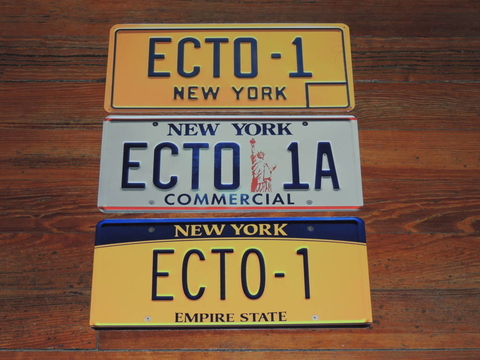 ECTO-1
NEW YORK
NEW YORK
ECTO 1A
COMMERCIAL
NEW YORK
ECTO-1
EMPIRE STATE